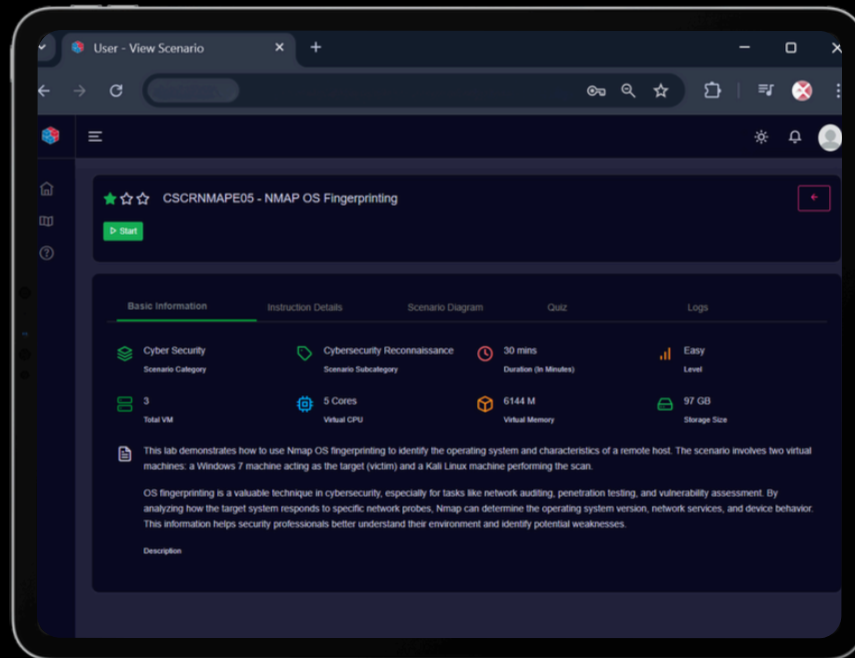 User - View Scenario
CSCRNMAPE05 - NMAP OS Fingerprinting
Start
Basic Information
Instruction Details
Scenario Diagram
Quiz
Logs
Cyber Security
Scenario Category
Cybersecurity Reconnaissance
Scenario Subcategory
30 mins
Duration (In Minutes)
Easy
Level
3
Total VM
5 Cores
Virtual CPU
6144 M
Virtual Memory
97 GB
Storage Size
This lab demonstrates how to use Nmap OS fingerprinting to identify the operating system and characteristics of a remote host. The scenario involves two virtual
machines: a Windows 7 machine acting as the target (victim) and a Kali Linux machine performing the scan.
OS fingerprinting is a valuable technique in cybersecurity, especially for tasks like network auditing, penetration testing, and vulnerability assessment. By
analyzing how the target system responds to specific network probes, Nmap can determine the operating system version, network services, and device behavior.
This information helps security professionals better understand their environment and identify potential weaknesses.
Description